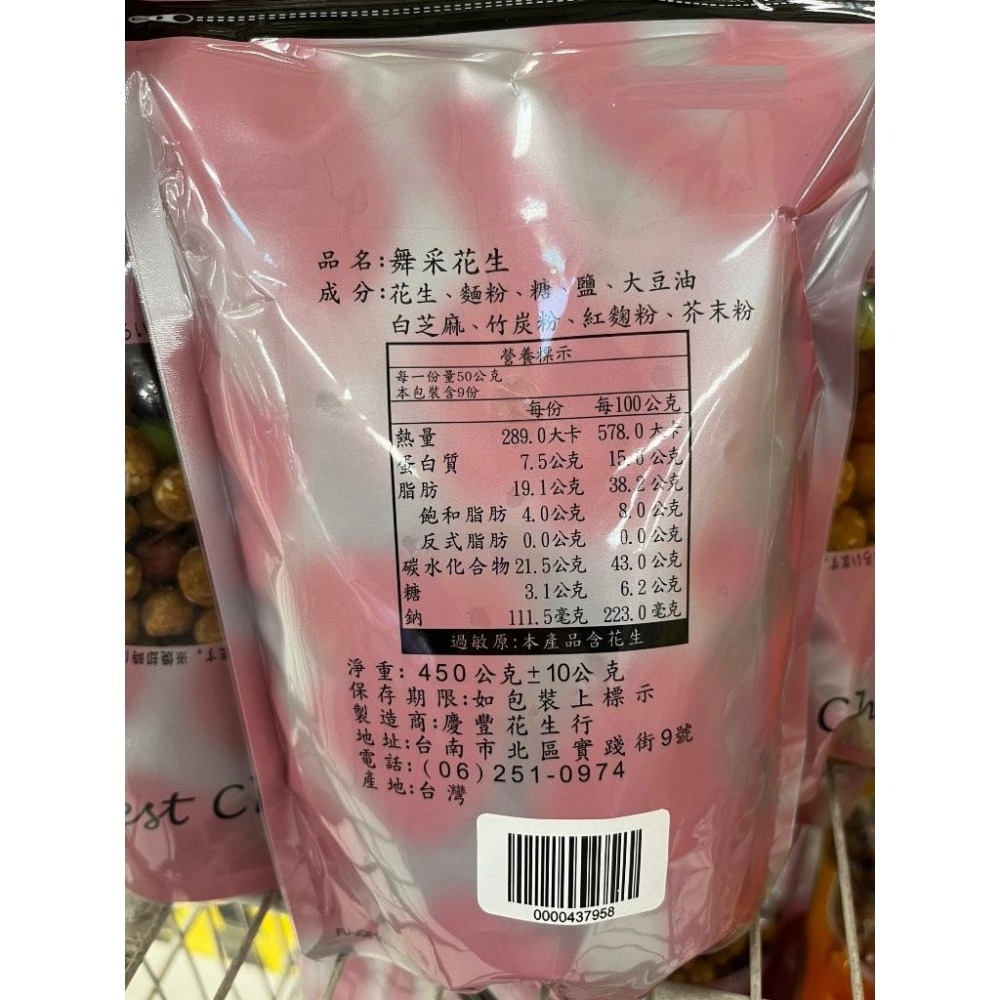 品名:舞采花生
成分:花生、麵粉、糖、鹽、大豆油
白芝麻、竹炭粉、紅麴粉、芥末粉
營養標示
每一份量50公克
本包裝含9份
每份 每100公克
熱量 289.0大卡 578.0大卡
蛋白質 7.5公克 15.0公克
脂肪 19.1公克 38.2公克
飽和脂肪 4.0公克 8.0公克
反式脂肪 0.0公克 0.0公克
碳水化合物 21.5公克 43.0公克
糖 3.1公克 6.2公克
鈉 111.5毫克 223.0毫克
過敏原:本產品含花生
淨重: 450公克±10公克
保存期限:如包裝上標示
製造商:慶豐花生行
地址:台南市北區實踐街9號
電話:(06)251-0974
產地:台灣
0000437958
est C
Ch